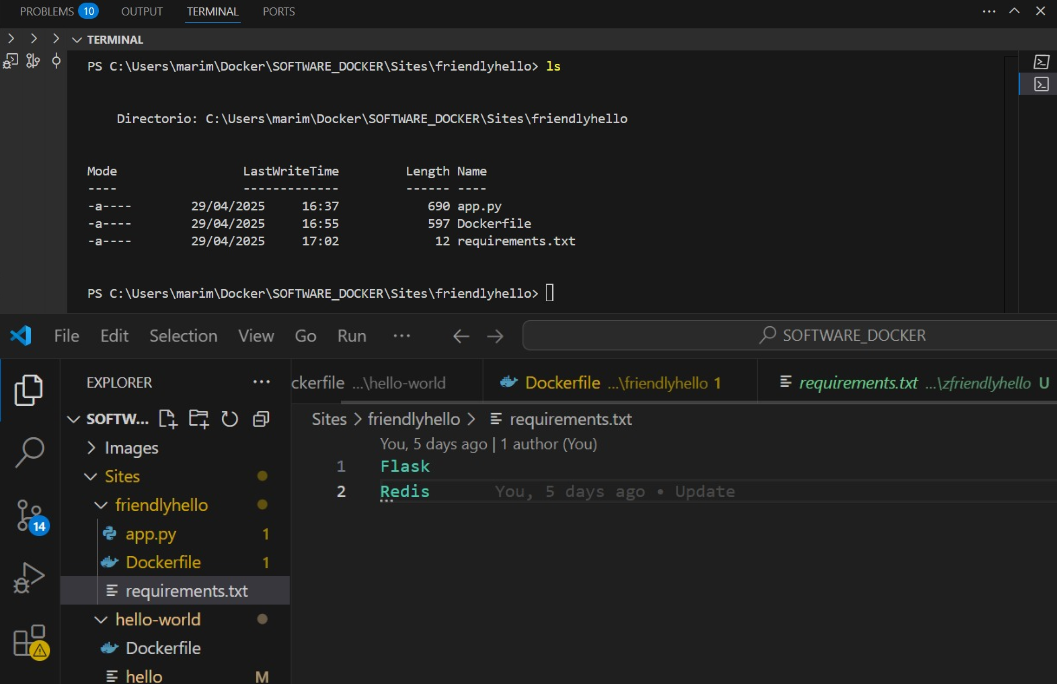 PROBLEMS 10 OUTPUT TERMINAL PORTS ...
TERMINAL
PS C:\Users\marim\Docker\SOFTWARE_DOCKER\Sites\friendlyhello> ls
Directorio: C:\Users\marim\Docker\SOFTWARE_DOCKER\Sites\friendlyhello
Mode LastWriteTime Length Name
---- ------------- ------ ----
-a---- 29/04/2025 16:37 690 app.py
-a---- 29/04/2025 16:55 597 Dockerfile
-a---- 29/04/2025 17:02 12 requirements.txt
PS C:\Users\marim\Docker\SOFTWARE_DOCKER\Sites\friendlyhello>
File Edit Selection View Go Run ... SOFTWARE_DOCKER
EXPLORER ...
ckerfile ...\hello-world Dockerfile ...\friendlyhello 1 requirements.txt ...\zfriendlyhello U
SOFTW...
Sites > friendlyhello > requirements.txt
You, 5 days ago | 1 author (You)
Images
1 Flask
2 Redis You, 5 days ago • Update
Sites
friendlyhello
14
app.py 1
Dockerfile 1
requirements.txt
hello-world
Dockerfile
hello M